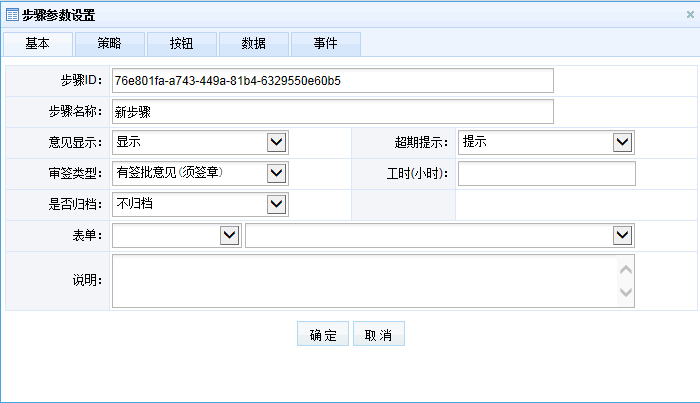 步骤参数设置
基本 策略 按钮 数据 事件
步骤ID： 76e801fa-a743-449a-81b4-6329550e60b5
步骤名称： 新步骤
意见显示： 显示 超期提示： 提示
审签类型： 有签批意见(须签章) 工时(小时)：
是否归档： 不归档
表单：
说明：
确 定 取 消